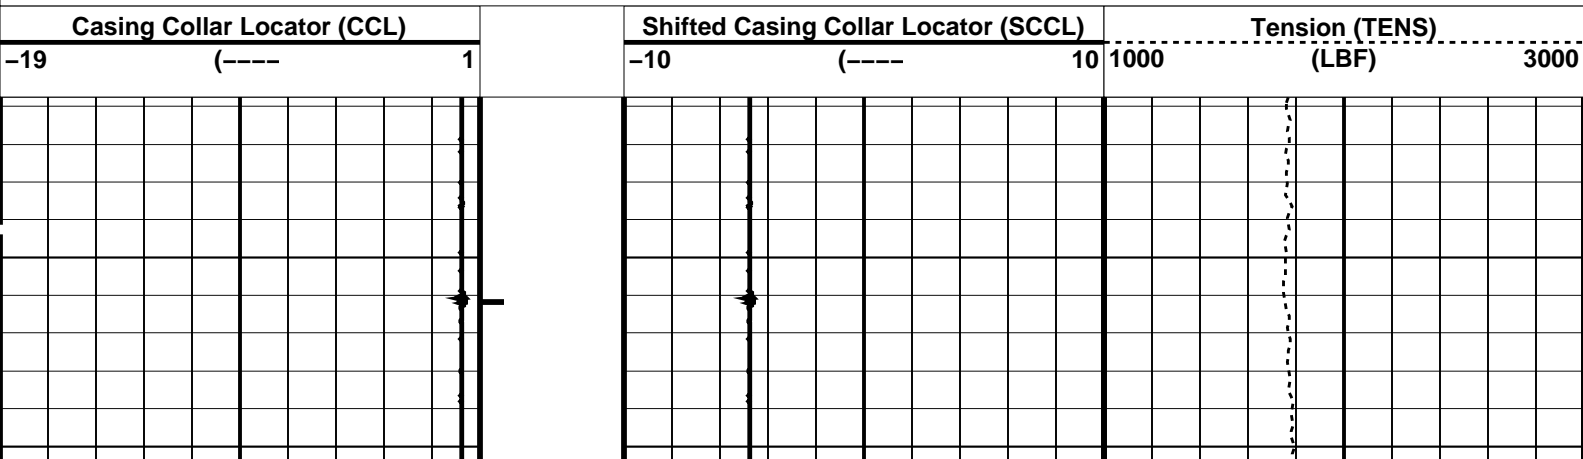 Casing Collar Locator (CCL) Shifted Casing Collar Locator (SCCL) Tension (TENS)
−19 (−−−− 1 −10 (−−−− 10 1000 (LBF) 3000